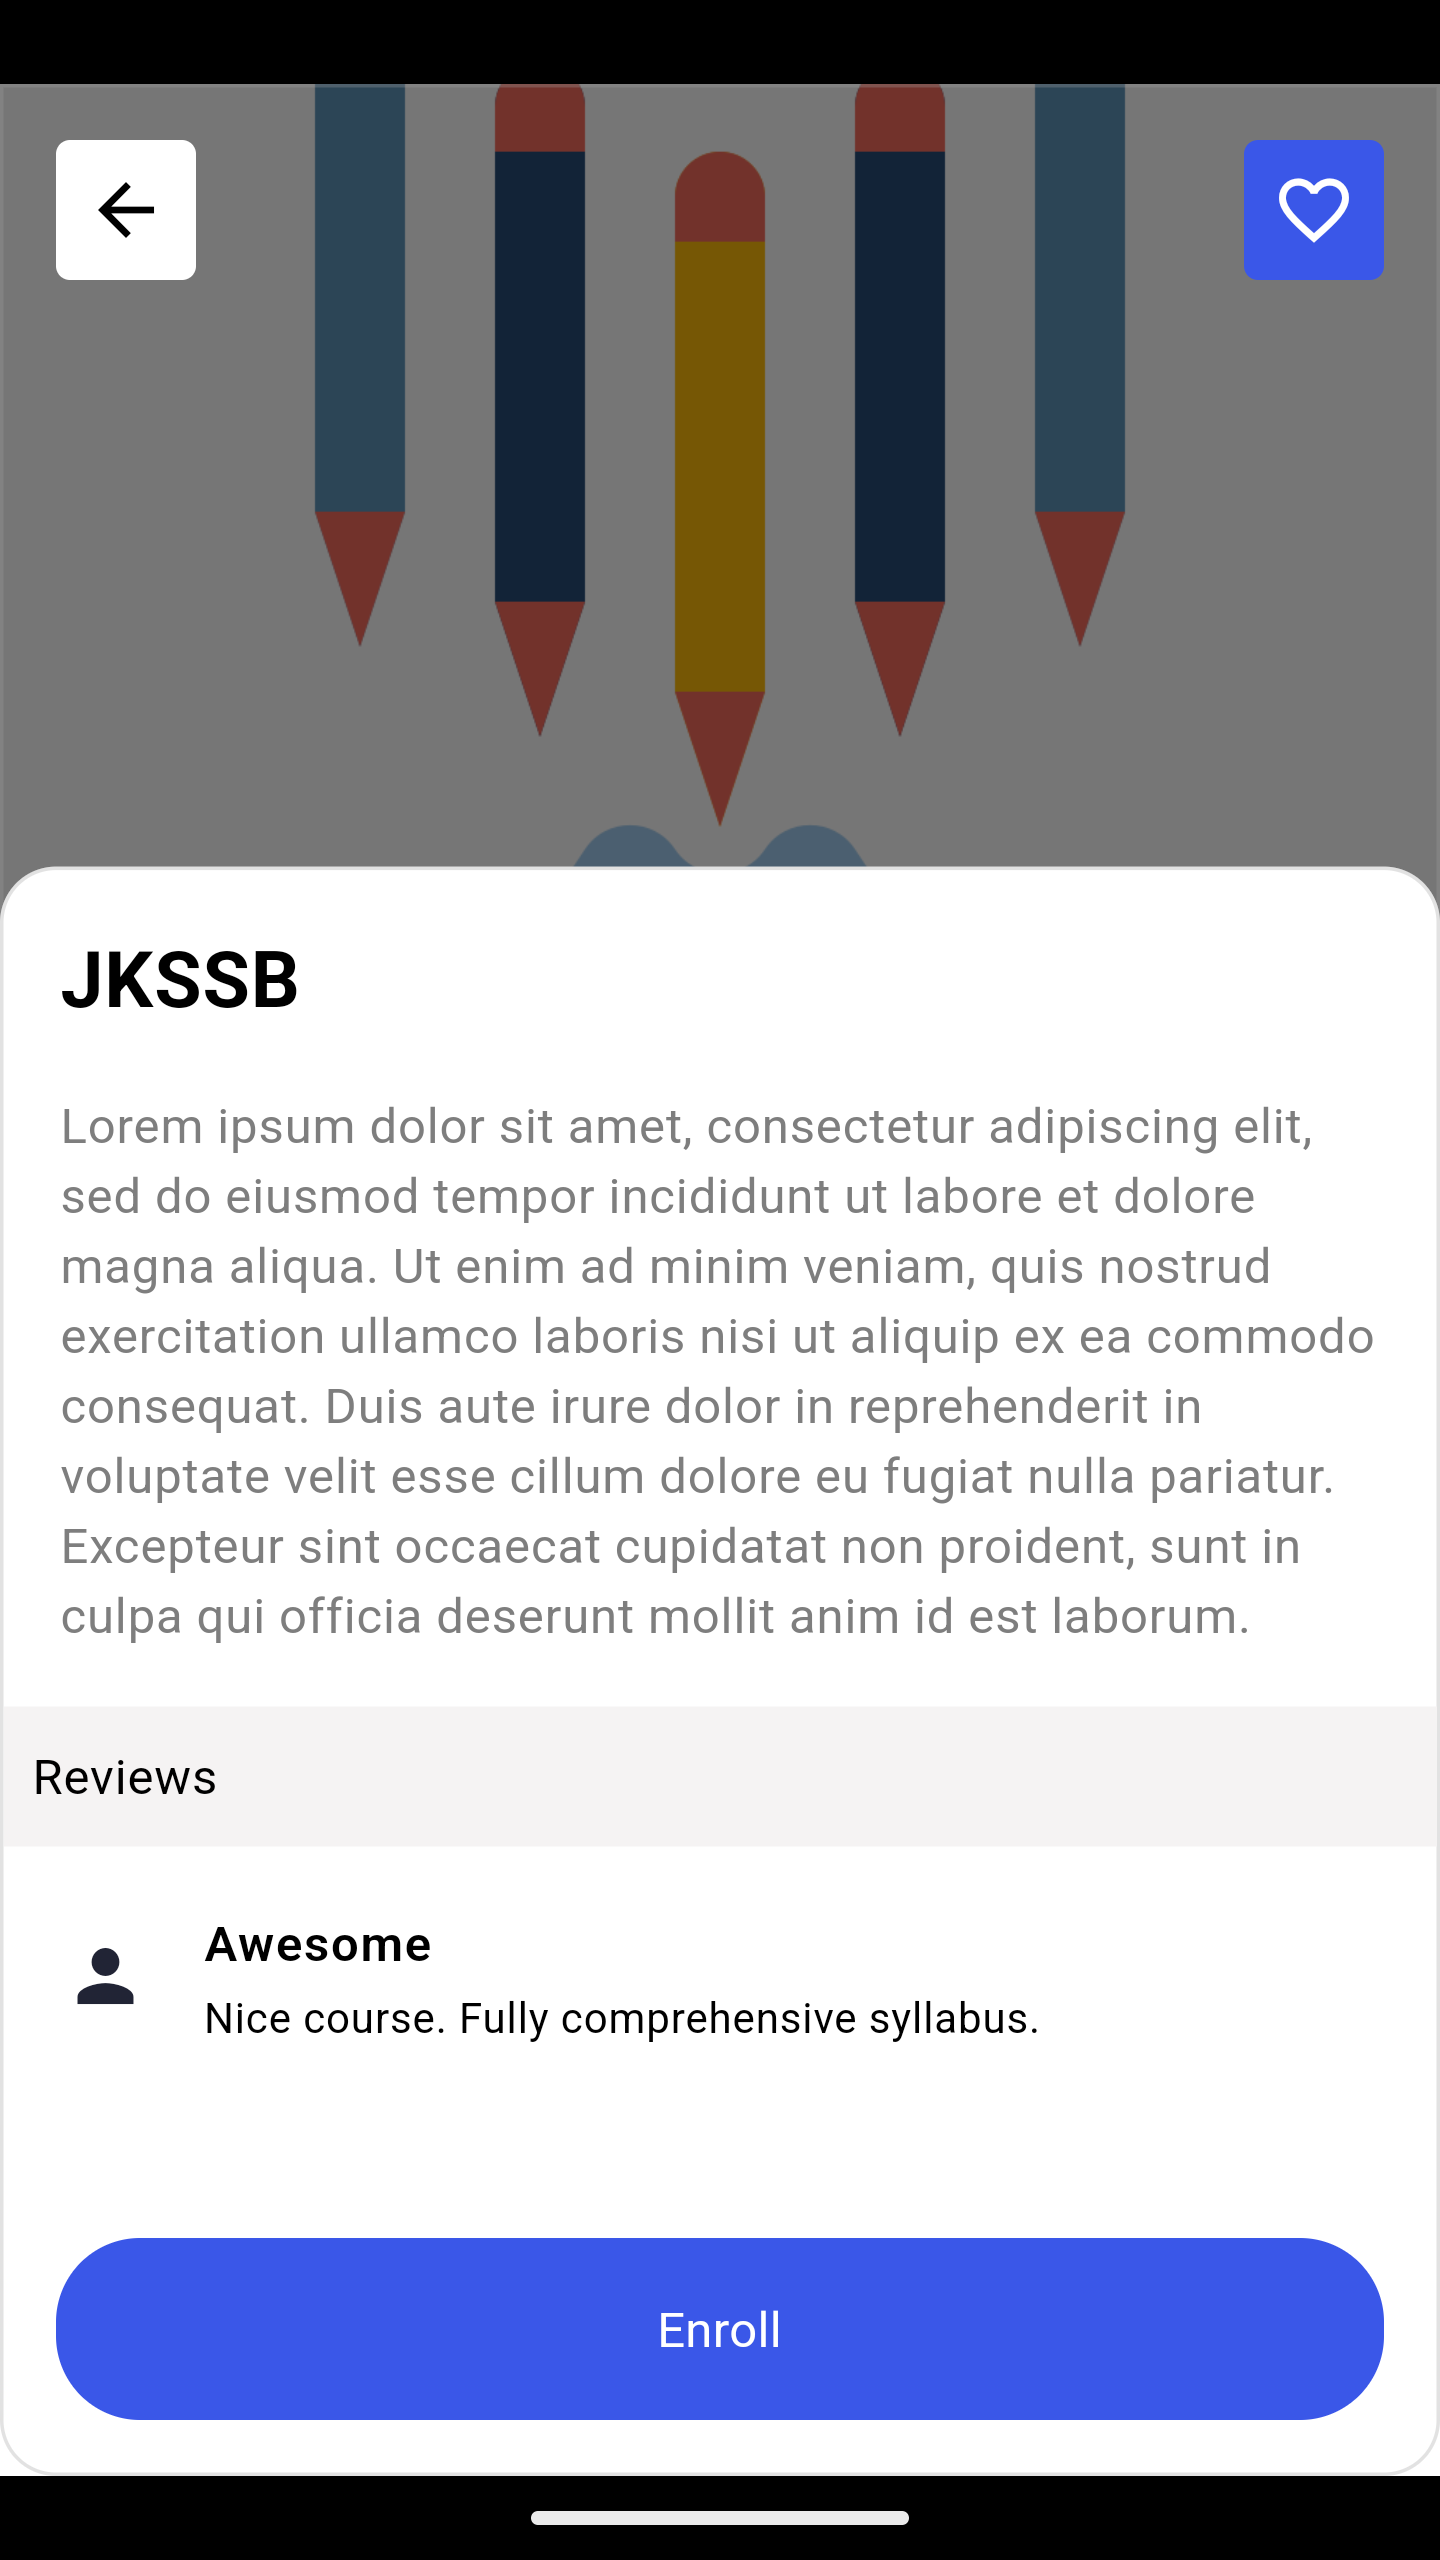 JKSSB
Lorem ipsum dolor sit amet, consectetur adipiscing elit,
sed do eiusmod tempor incididunt ut labore et dolore
magna aliqua. Ut enim ad minim veniam, quis nostrud
exercitation ullamco laboris nisi ut aliquip ex ea commodo
consequat. Duis aute irure dolor in reprehenderit in
voluptate velit esse cillum dolore eu fugiat nulla pariatur.
Excepteur sint occaecat cupidatat non proident, sunt in
culpa qui officia deserunt mollit anim id est laborum.
Reviews
Awesome
Nice course. Fully comprehensive syllabus.
Enroll